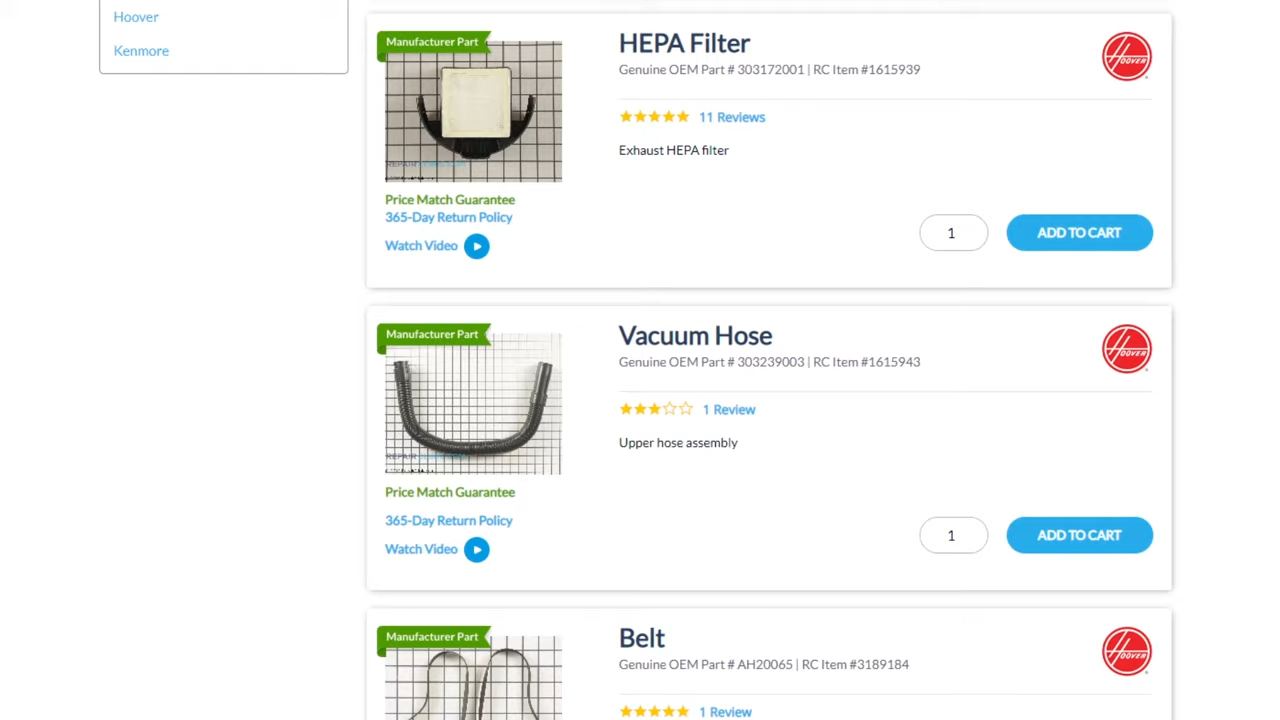 Hoover
Kenmore
Manufacturer Part
HEPA Filter
Genuine OEM Part # 303172001 | RC Item #1615939
HOOVER
11 Reviews
Exhaust HEPA filter
Price Match Guarantee
365-Day Return Policy
Watch Video
1
ADD TO CART
Manufacturer Part
Vacuum Hose
Genuine OEM Part # 303239003 | RC Item #1615943
HOOVER
1 Review
Upper hose assembly
Price Match Guarantee
365-Day Return Policy
Watch Video
1
ADD TO CART
Manufacturer Part
Belt
Genuine OEM Part # AH20065 | RC Item #3189184
HOOVER
1 Review